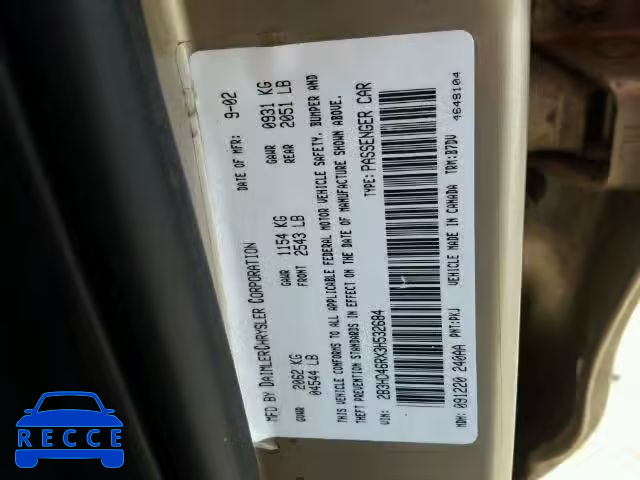 MFD BY DAIMLERCHRYSLER CORPORATION DATE OF MFR: 9-02
GVWR 2062 KG 04544 LB GAWR FRONT 1154 KG 2543 LB GAWR REAR 0931 KG 2051 LB
THIS VEHICLE CONFORMS TO ALL APPLICABLE FEDERAL MOTOR VEHICLE SAFETY, BUMPER AND
THEFT PREVENTION STANDARDS IN EFFECT ON THE DATE OF MANUFACTURE SHOWN ABOVE.
VIN: 2B3HD46RX3H532684 TYPE: PASSENGER CAR
MDH: 091220 240AA PNT: PKJ VEHICLE MADE IN CANADA TRM: B7DV
4648104
RECCE